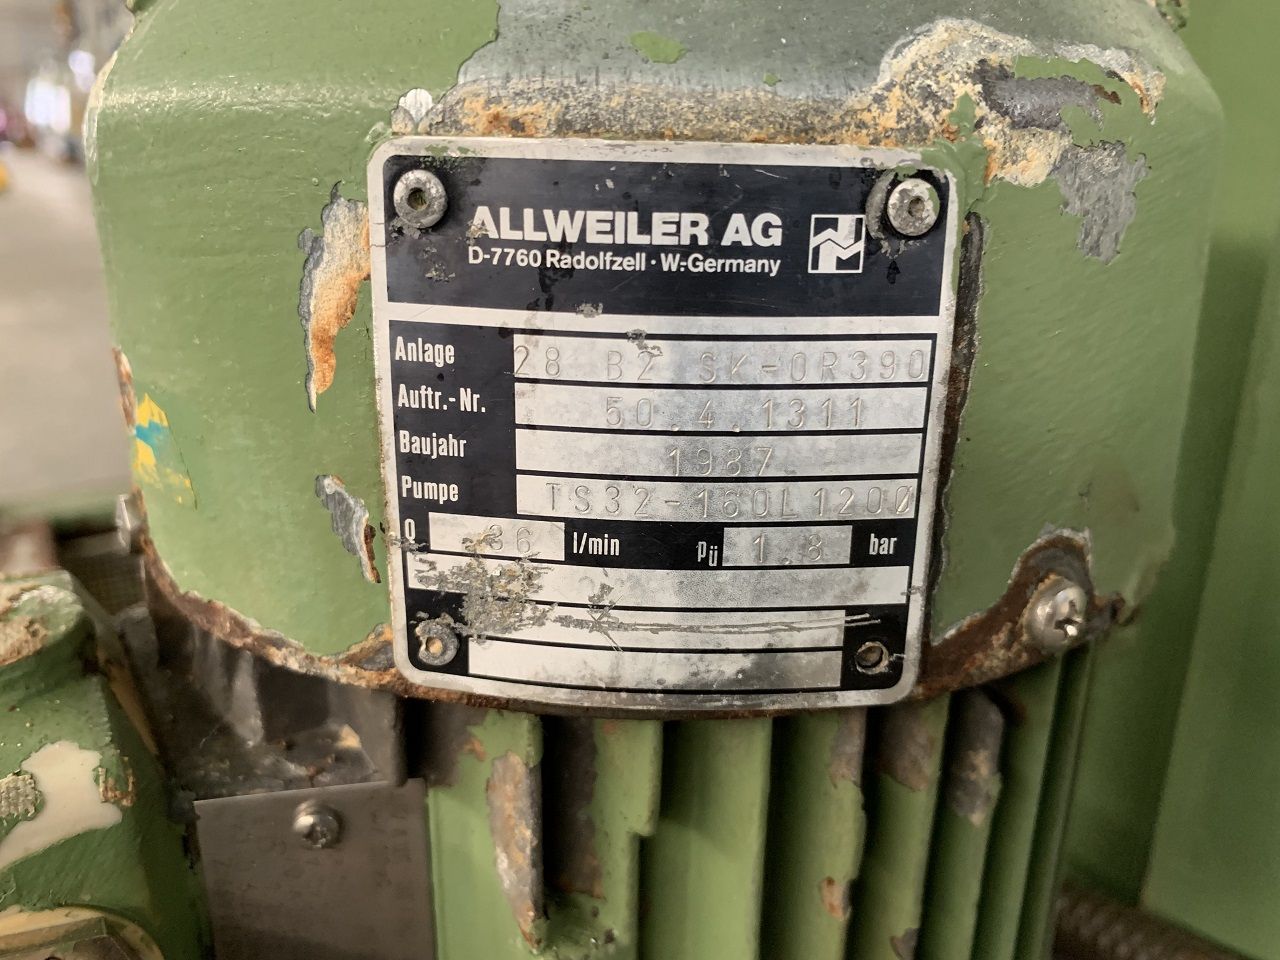 ALLWEILER AG
D-7760 Radolfzell · W.-Germany
Anlage 28 B2 SK-0R390
Auftr.-Nr. 50.4.1311
Baujahr 1987
Pumpe TS32-160L1200
Q 36 l/min pü 1.8 bar